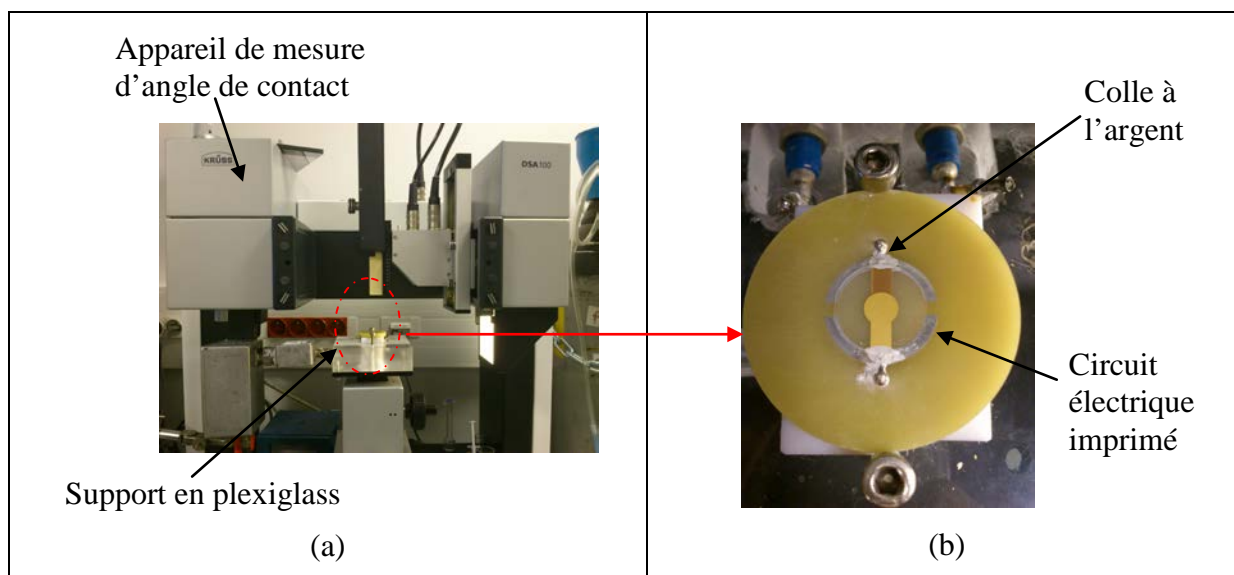 Appareil de mesure
d'angle de contact
KRÜSS
DSA100
Support en plexiglass
(a)
Colle à
l'argent
Circuit
électrique
imprimé
(b)